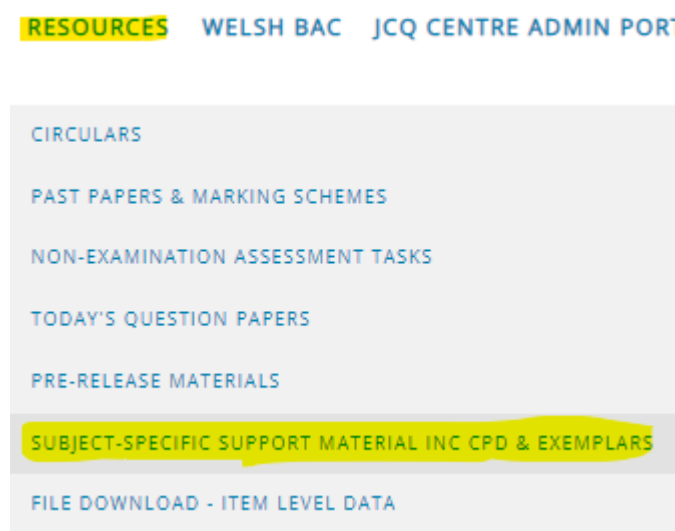 RESOURCES WELSH BAC JCQ CENTRE ADMIN
CIRCULARS
PAST PAPERS & MARKING SCHEMES
NON-EXAMINATION ASSESSMENT TASKS
TODAY'S QUESTION PAPERS
PRE-RELEASE MATERIALS
SUBJECT-SPECIFIC SUPPORT MATERIAL INC CPD & EXEMPLARS
FILE DOWNLOAD - ITEM LEVEL DATA